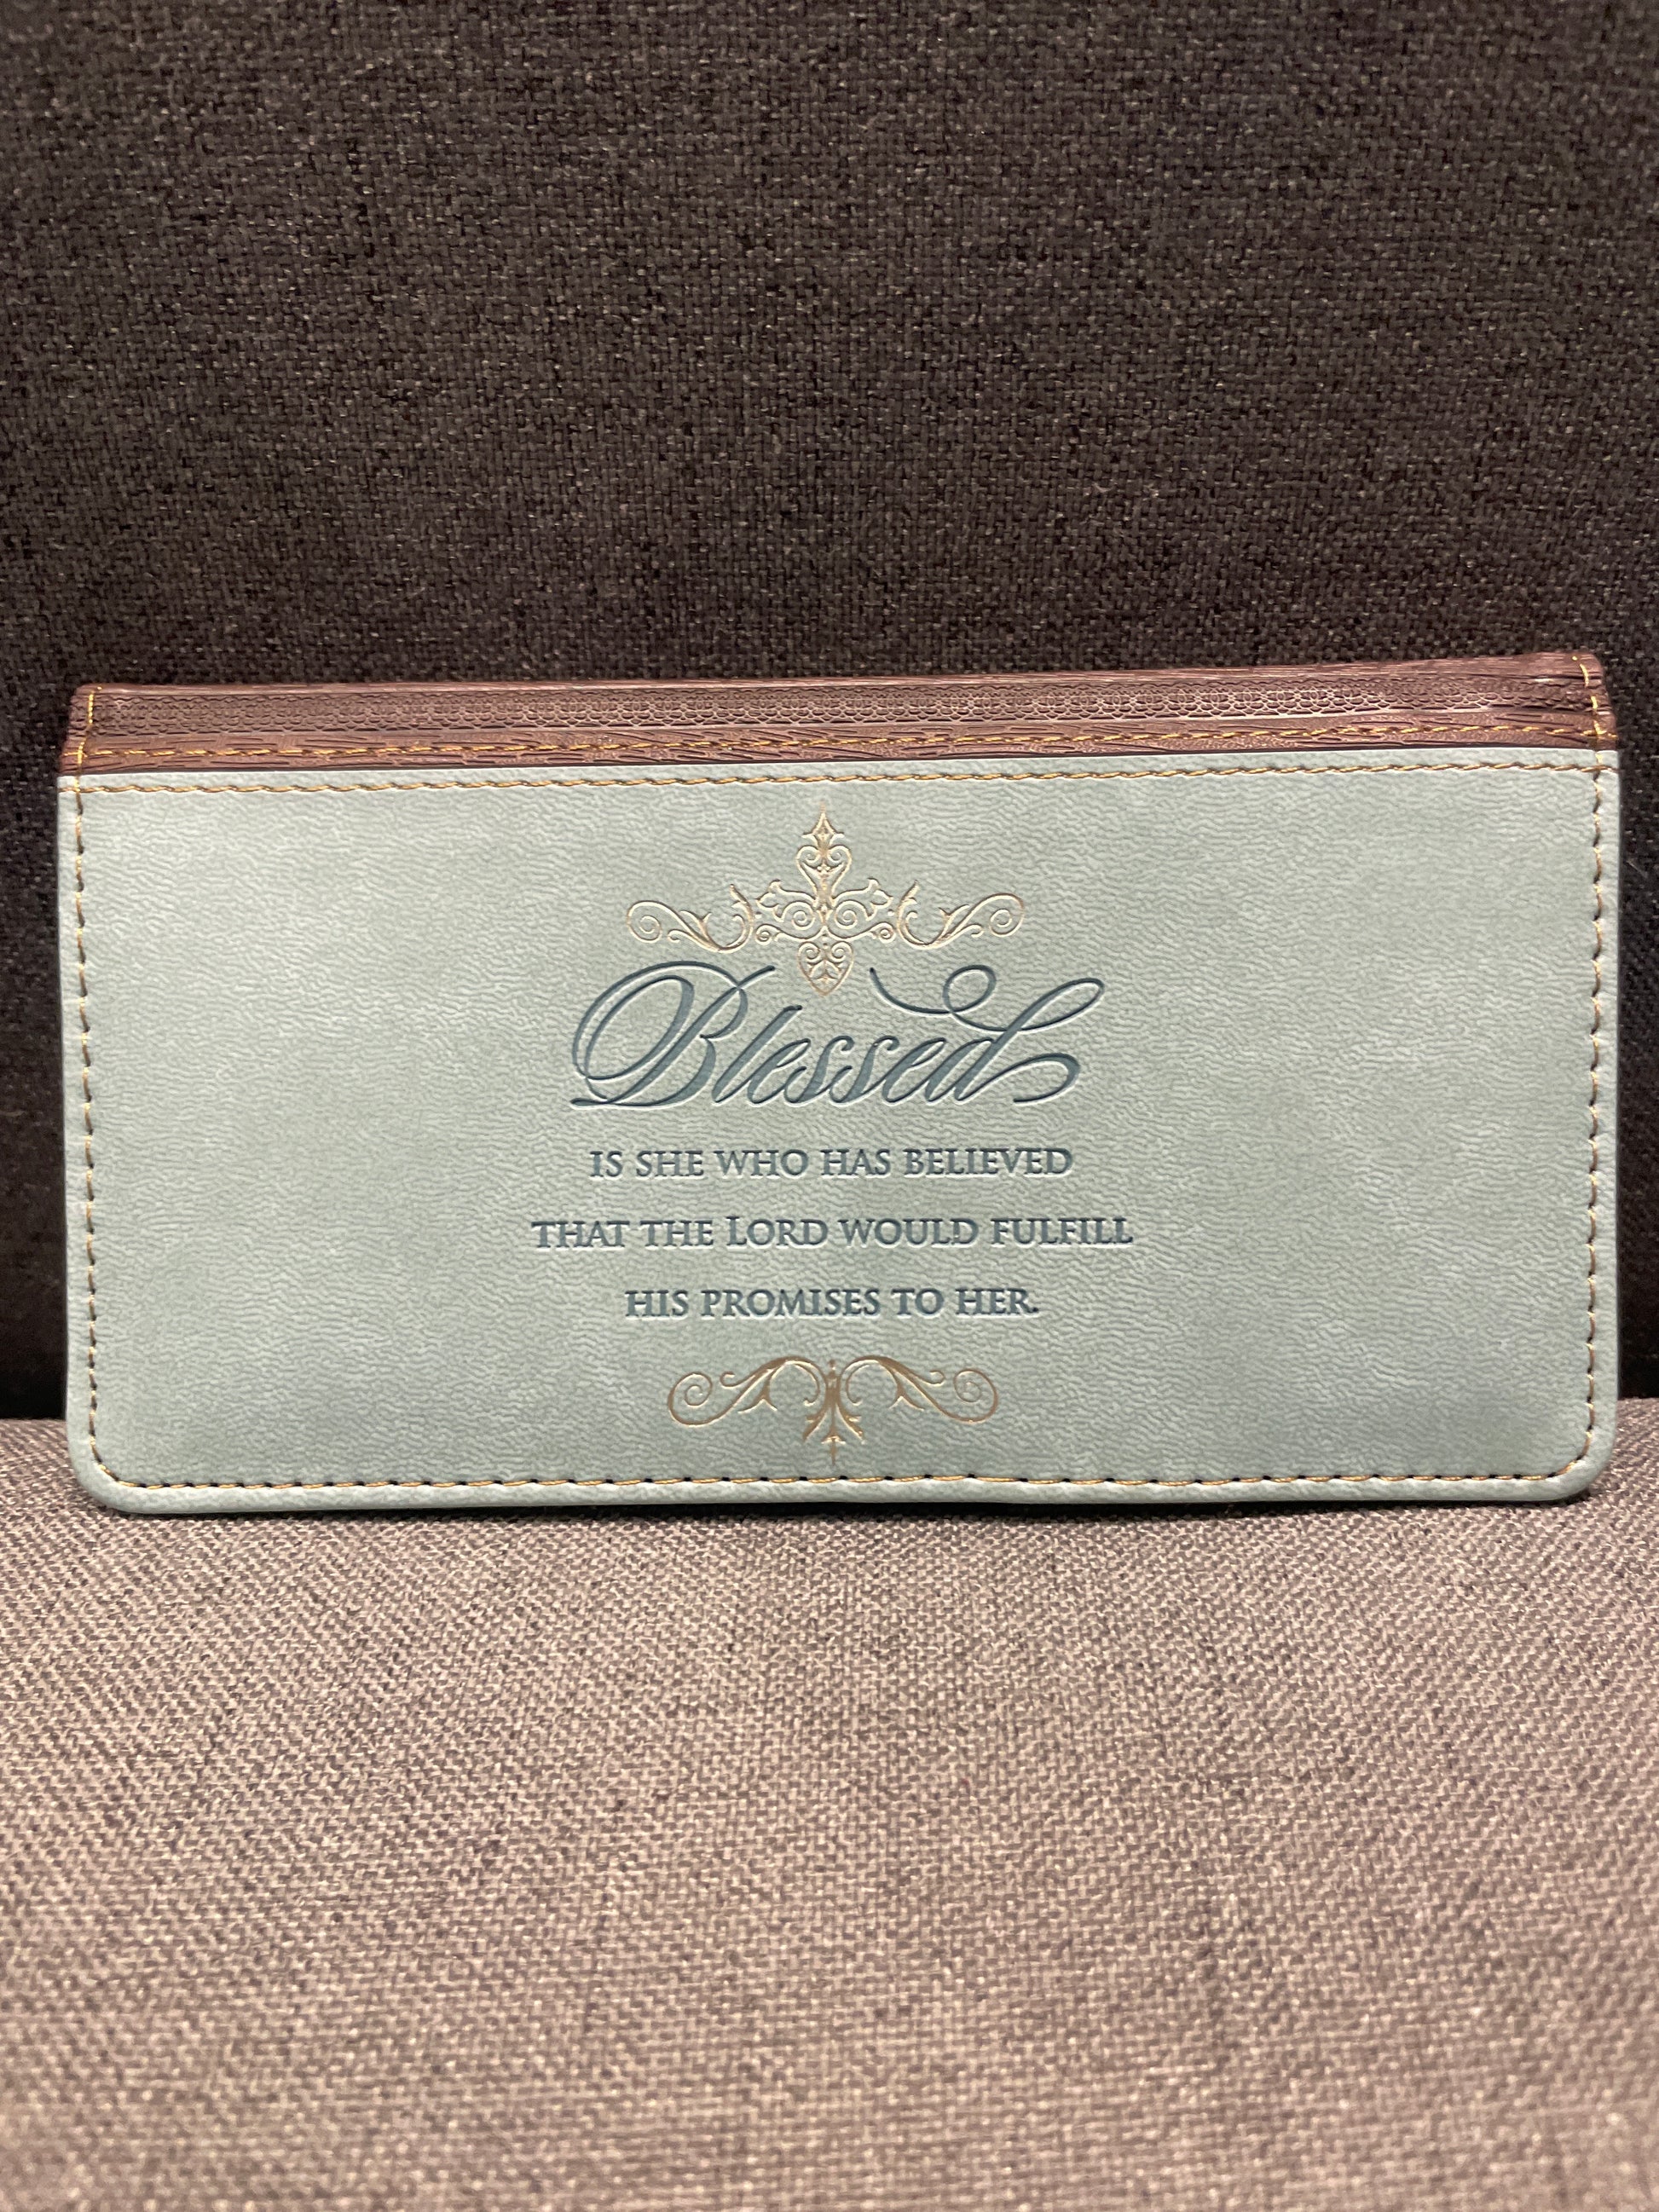 Blessed
IS SHE WHO HAS BELIEVED
THAT THE LORD WOULD FULFILL
HIS PROMISES TO HER.